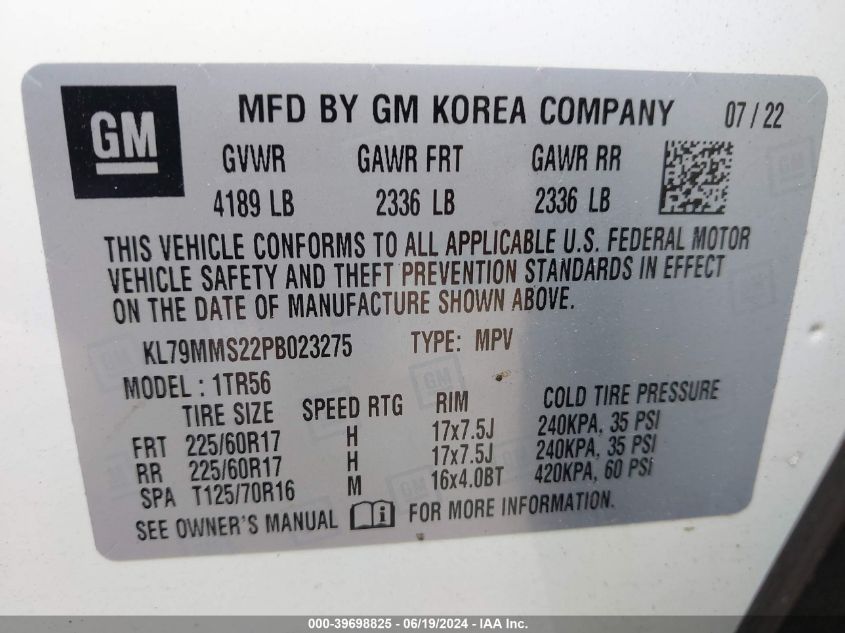 GM
MFD BY GM KOREA COMPANY 07 / 22
GVWR GAWR FRT GAWR RR
4189 LB 2336 LB 2336 LB
THIS VEHICLE CONFORMS TO ALL APPLICABLE U.S. FEDERAL MOTOR
VEHICLE SAFETY AND THEFT PREVENTION STANDARDS IN EFFECT
ON THE DATE OF MANUFACTURE SHOWN ABOVE.
KL79MMS22PB023275 TYPE: MPV
MODEL : 1TR56
TIRE SIZE SPEED RTG RIM COLD TIRE PRESSURE
FRT 225/60R17 H 17x7.5J 240KPA, 35 PSI
RR 225/60R17 H 17x7.5J 240KPA, 35 PSI
SPA T125/70R16 M 16x4.0BT 420KPA, 60 PSI
SEE OWNER'S MANUAL FOR MORE INFORMATION.
000-39698825 - 06/19/2024 - IAA Inc.